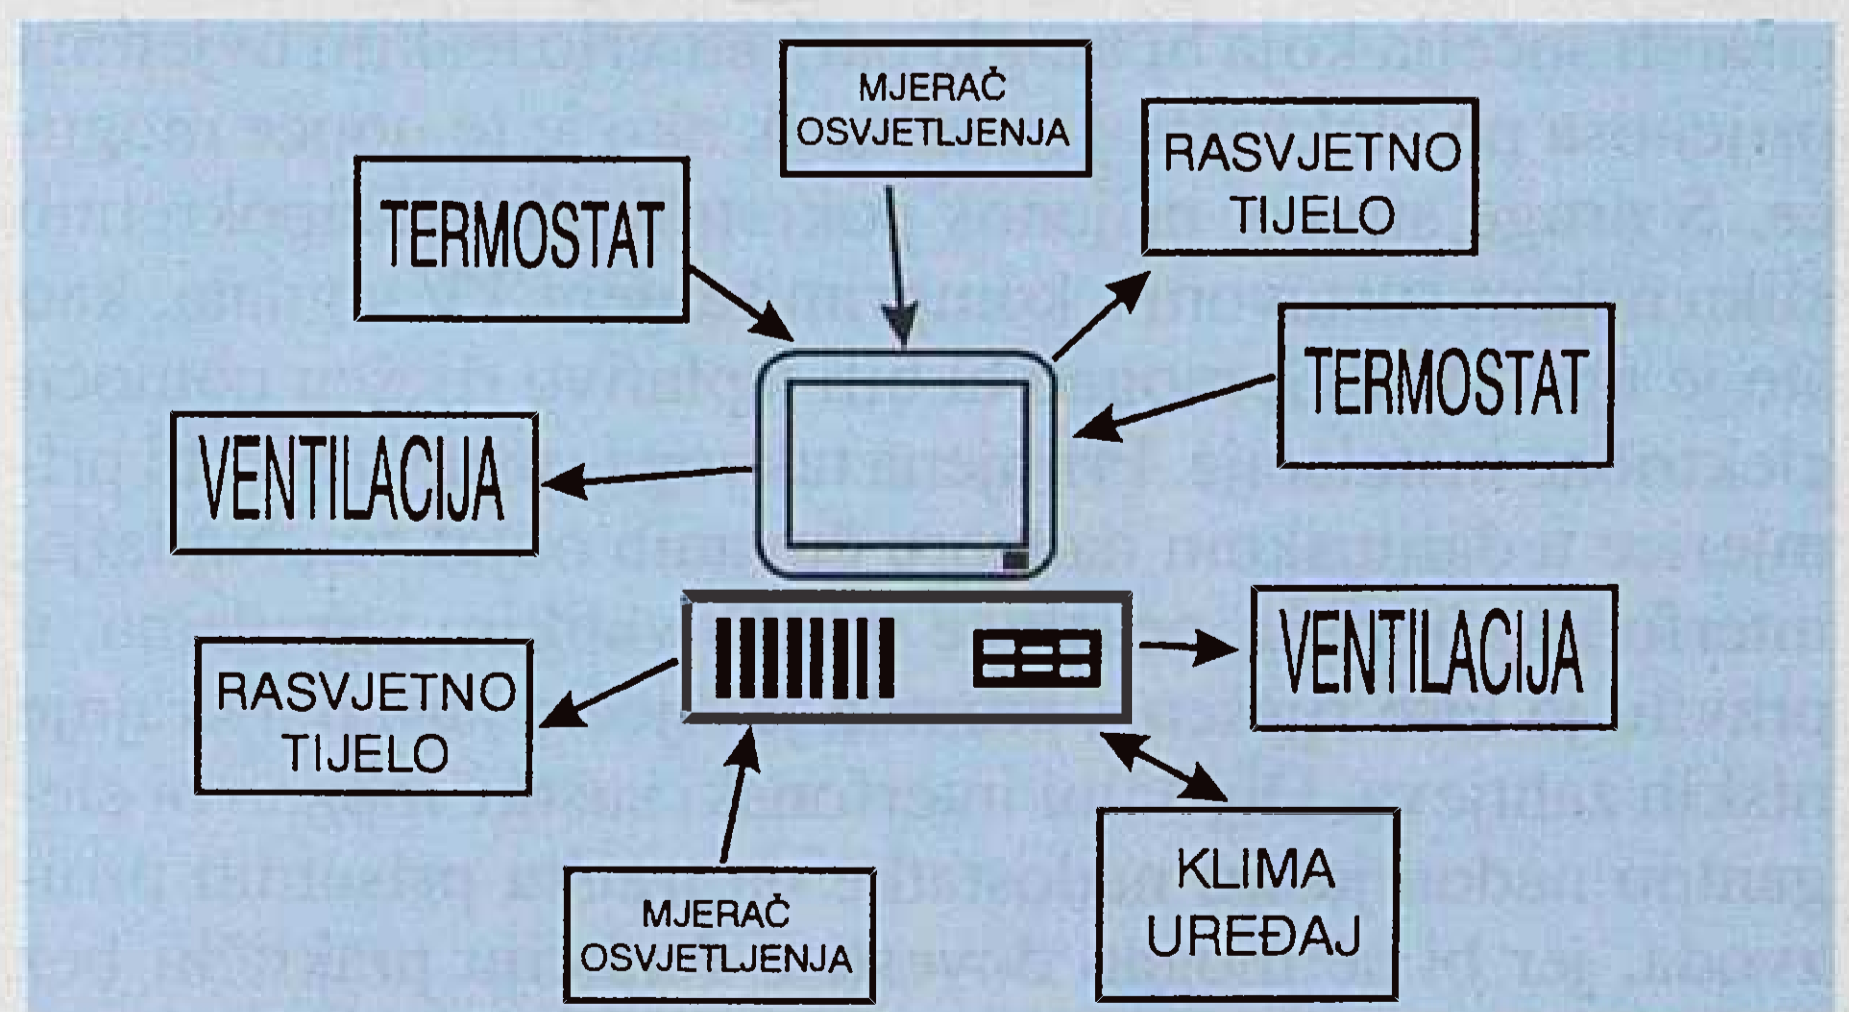 MJERAČ
OSVJETLJENJA
RASVJETNO
TIJELO
TERMOSTAT
TERMOSTAT
VENTILACIJA
VENTILACIJA
RASVJETNO
TIJELO
KLIMA
UREĐAJ
MJERAČ
OSVJETLJENJA